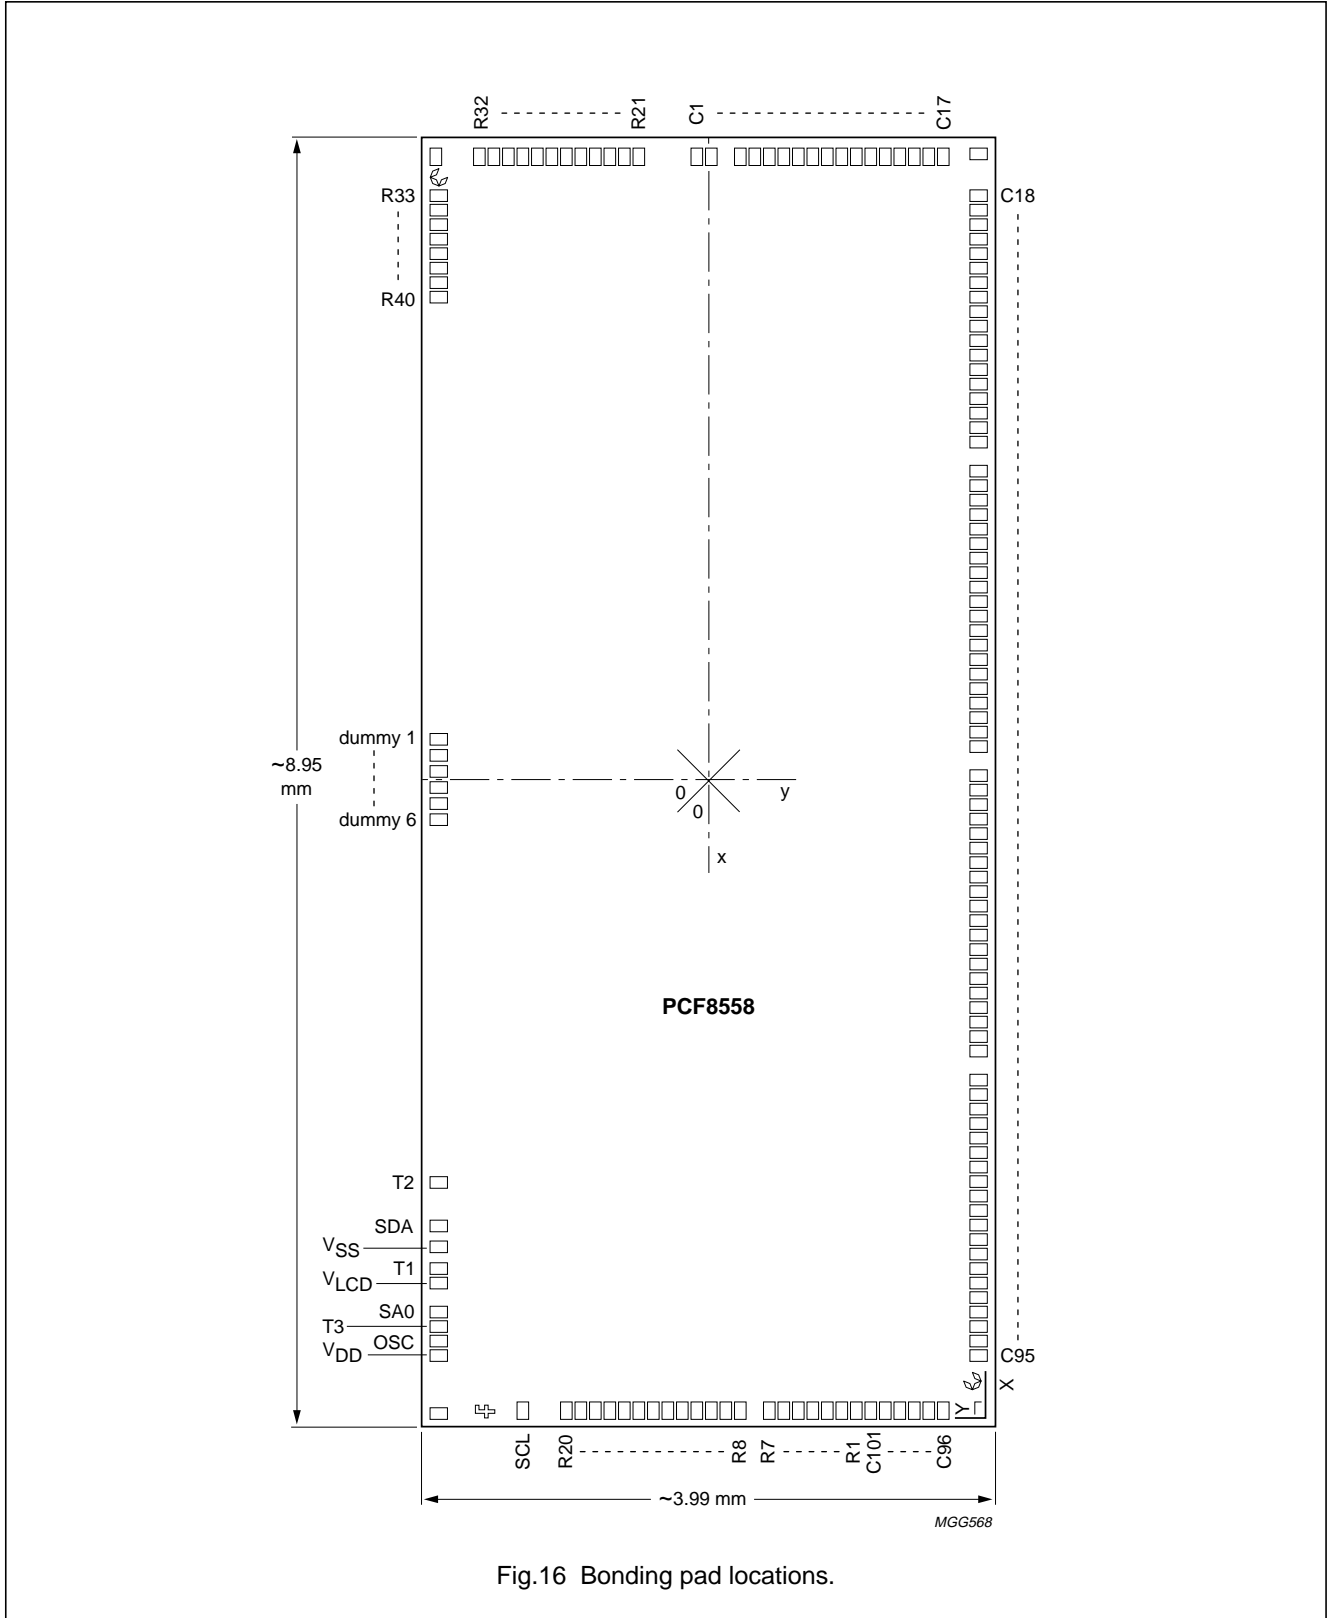 R32
R21
C1
C17
R33
C18
R40
dummy 1
~8.95
mm
0
y
dummy 6
0
x
PCF8558
T2
SDA
VSS
T1
VLCD
SA0
T3
OSC
VDD
C95
X
Y
SCL
R20
R8
R7
R1
C101
C96
~3.99 mm
MGG568
Fig.16 Bonding pad locations.